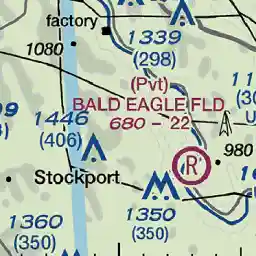 factory
1080
1339
(298)
(Pvt)
BALD EAGLE FLD
680 - 22
1446
(406)
R
980
Stockport
1350
(350)
1360
(350)